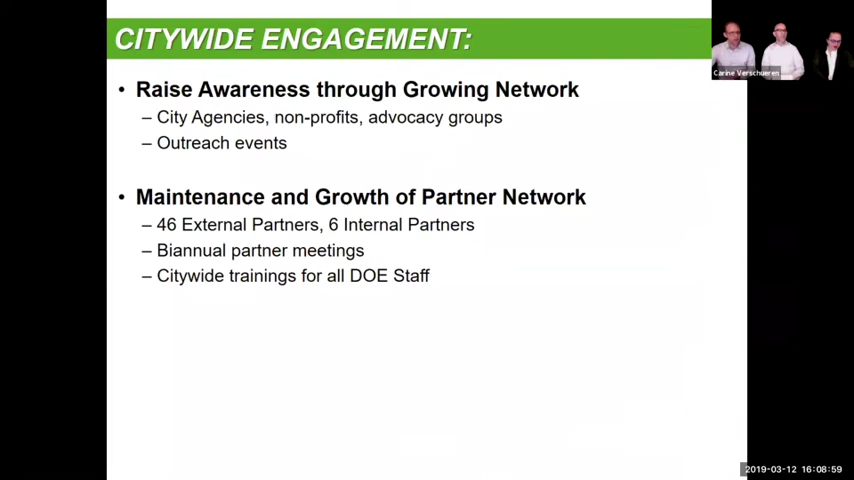 CITYWIDE ENGAGEMENT:
Carine Verschueren
• Raise Awareness through Growing Network
– City Agencies, non-profits, advocacy groups
– Outreach events
• Maintenance and Growth of Partner Network
– 46 External Partners, 6 Internal Partners
– Biannual partner meetings
– Citywide trainings for all DOE Staff
2019-03-12 16:08:59